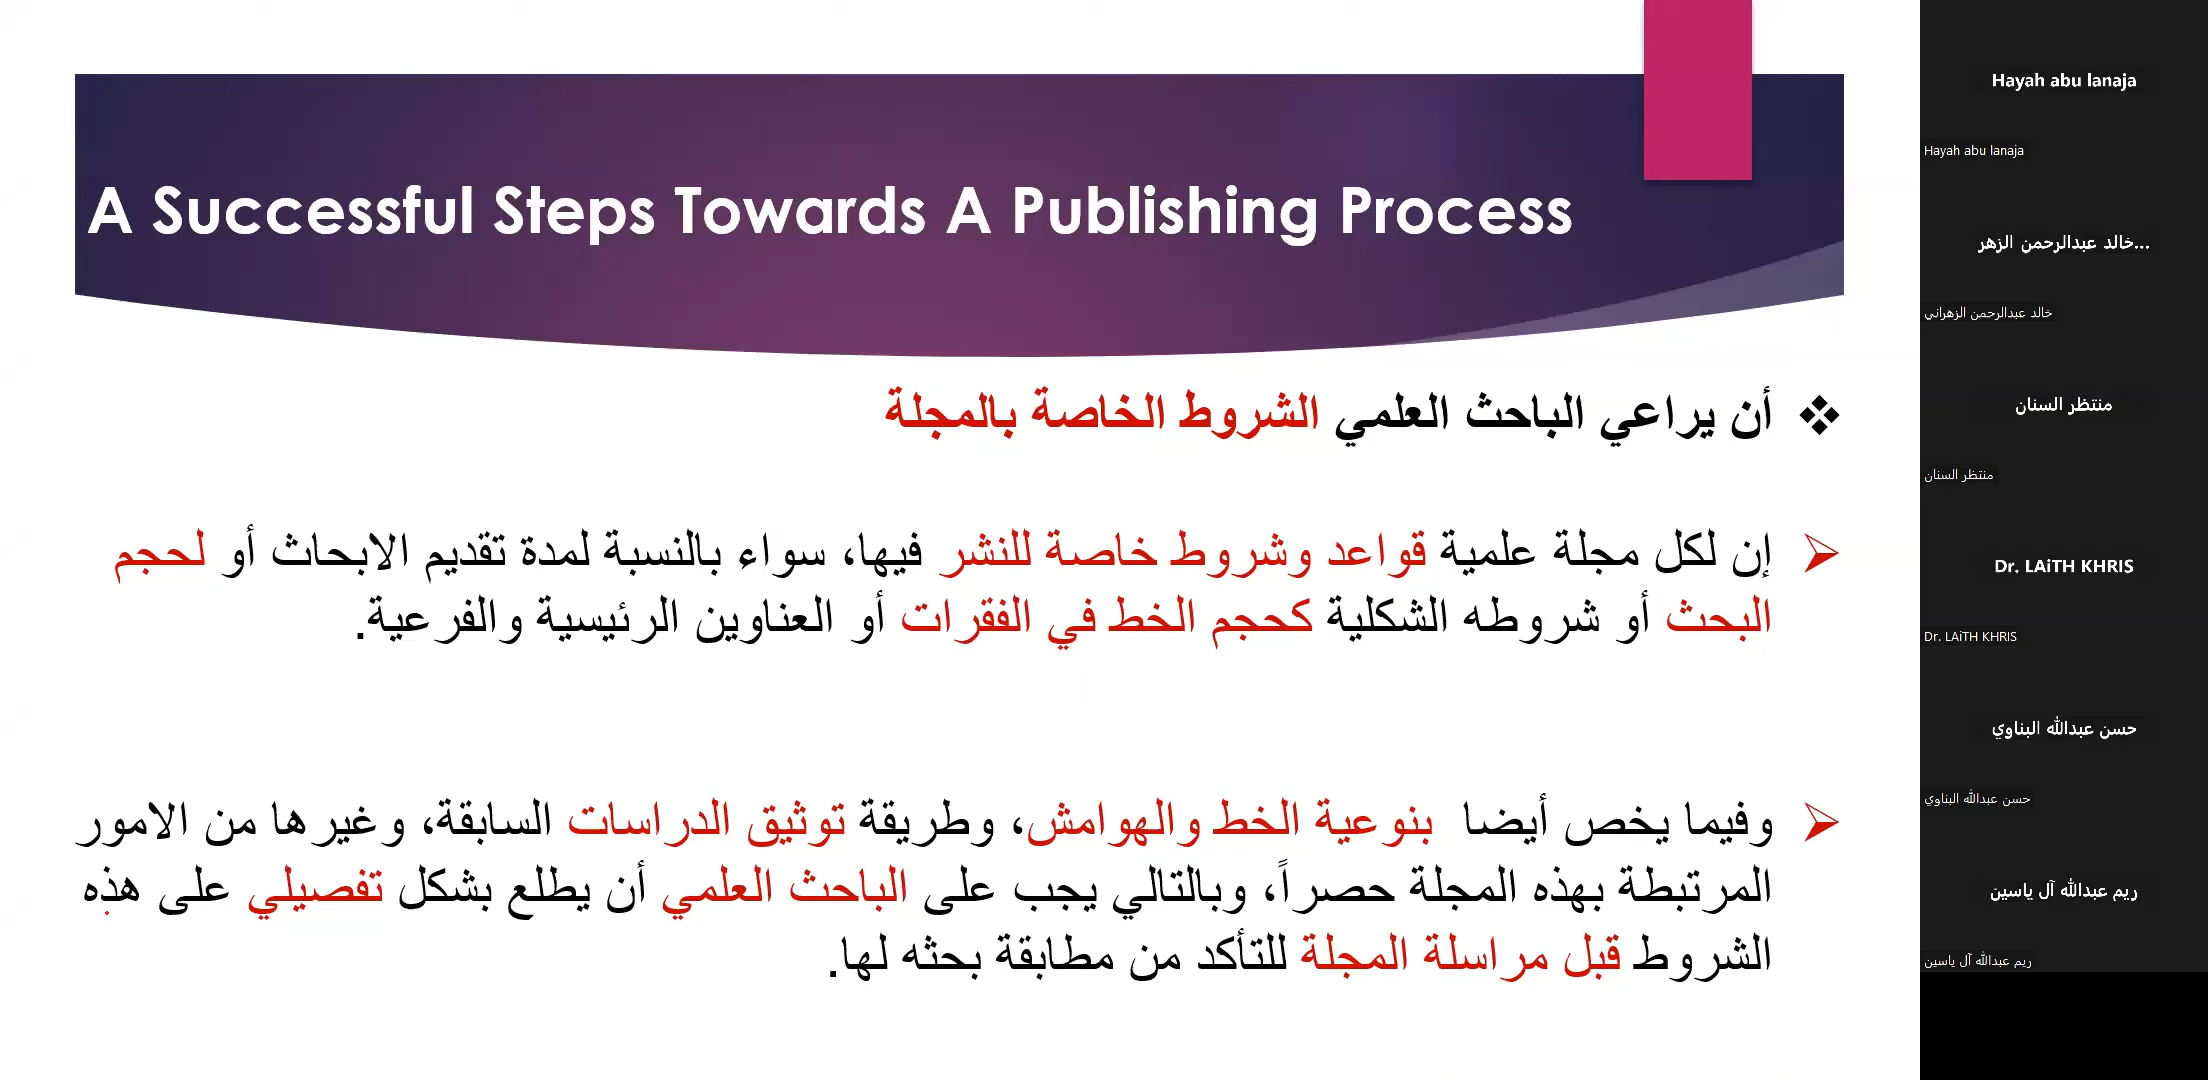 A Successful Steps Towards A Publishing Process
❖ أن يراعي الباحث العلمي الشروط الخاصة بالمجلة
➢ إن لكل مجلة علمية قواعد وشروط خاصة للنشر فيها، سواء بالنسبة لمدة تقديم الابحاث أو لحجم
البحث أو شروطه الشكلية كحجم الخط في الفقرات أو العناوين الرئيسية والفرعية.
➢ وفيما يخص أيضا بنوعية الخط والهوامش، وطريقة توثيق الدراسات السابقة، وغيرها من الامور
المرتبطة بهذه المجلة حصراً، وبالتالي يجب على الباحث العلمي أن يطلع بشكل تفصيلي على هذه
الشروط قبل مراسلة المجلة للتأكد من مطابقة بحثه لها.
Hayah abu lanaja
Hayah abu lanaja
خالد عبدالرحمن الزهر...
خالد عبدالرحمن الزهراني
منتظر السنان
منتظر السنان
Dr. LAiTH KHRIS
Dr. LAiTH KHRIS
حسن عبدالله البناوي
حسن عبدالله البناوي
ريم عبدالله آل ياسين
ريم عبدالله آل ياسين